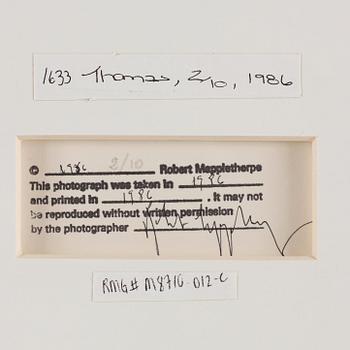 1633 Thomas, 2/10, 1986
© 1986 2/10 Robert Mapplethorpe
This photograph was taken in 1986
and printed in 1986 . It may not
be reproduced without written permission
by the photographer
RMG# M8716-012-C